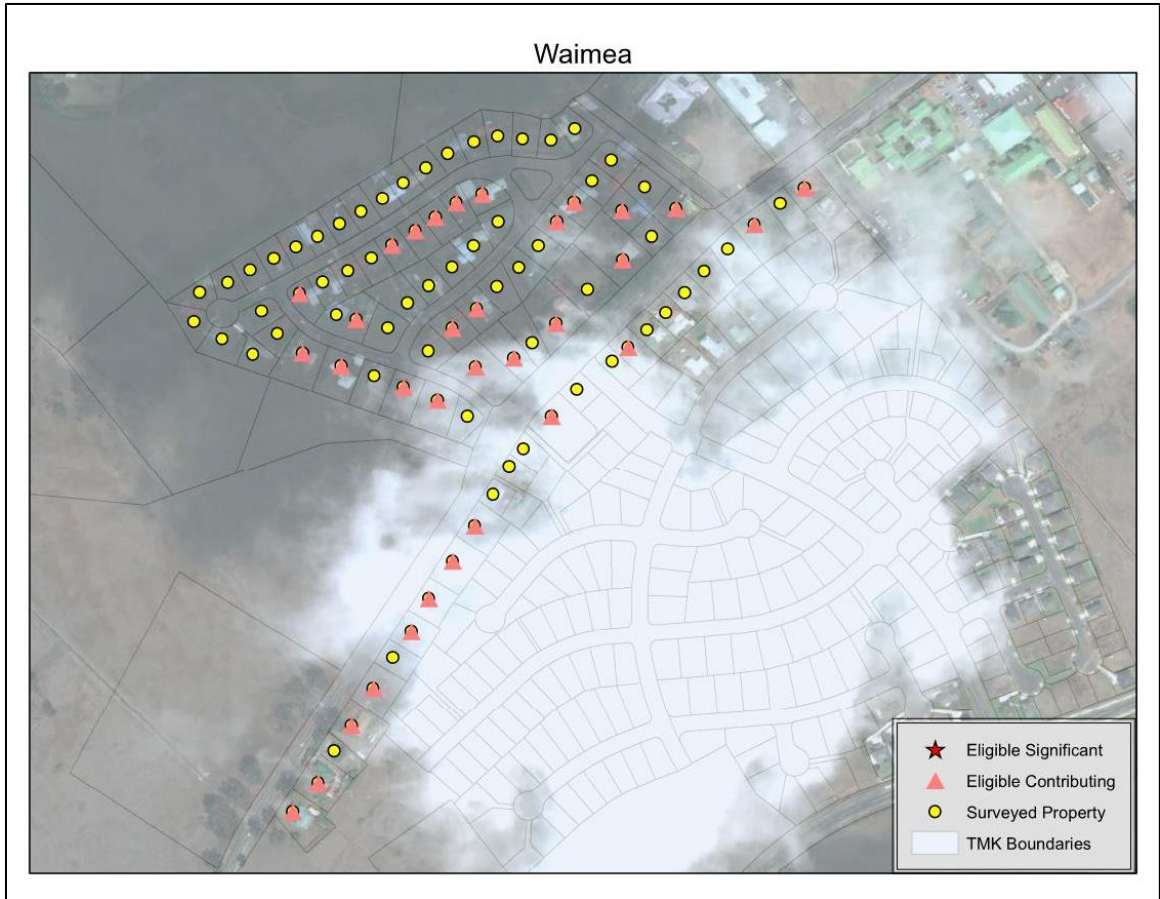 Waimea
Eligible Significant
Eligible Contributing
Surveyed Property
TMK Boundaries